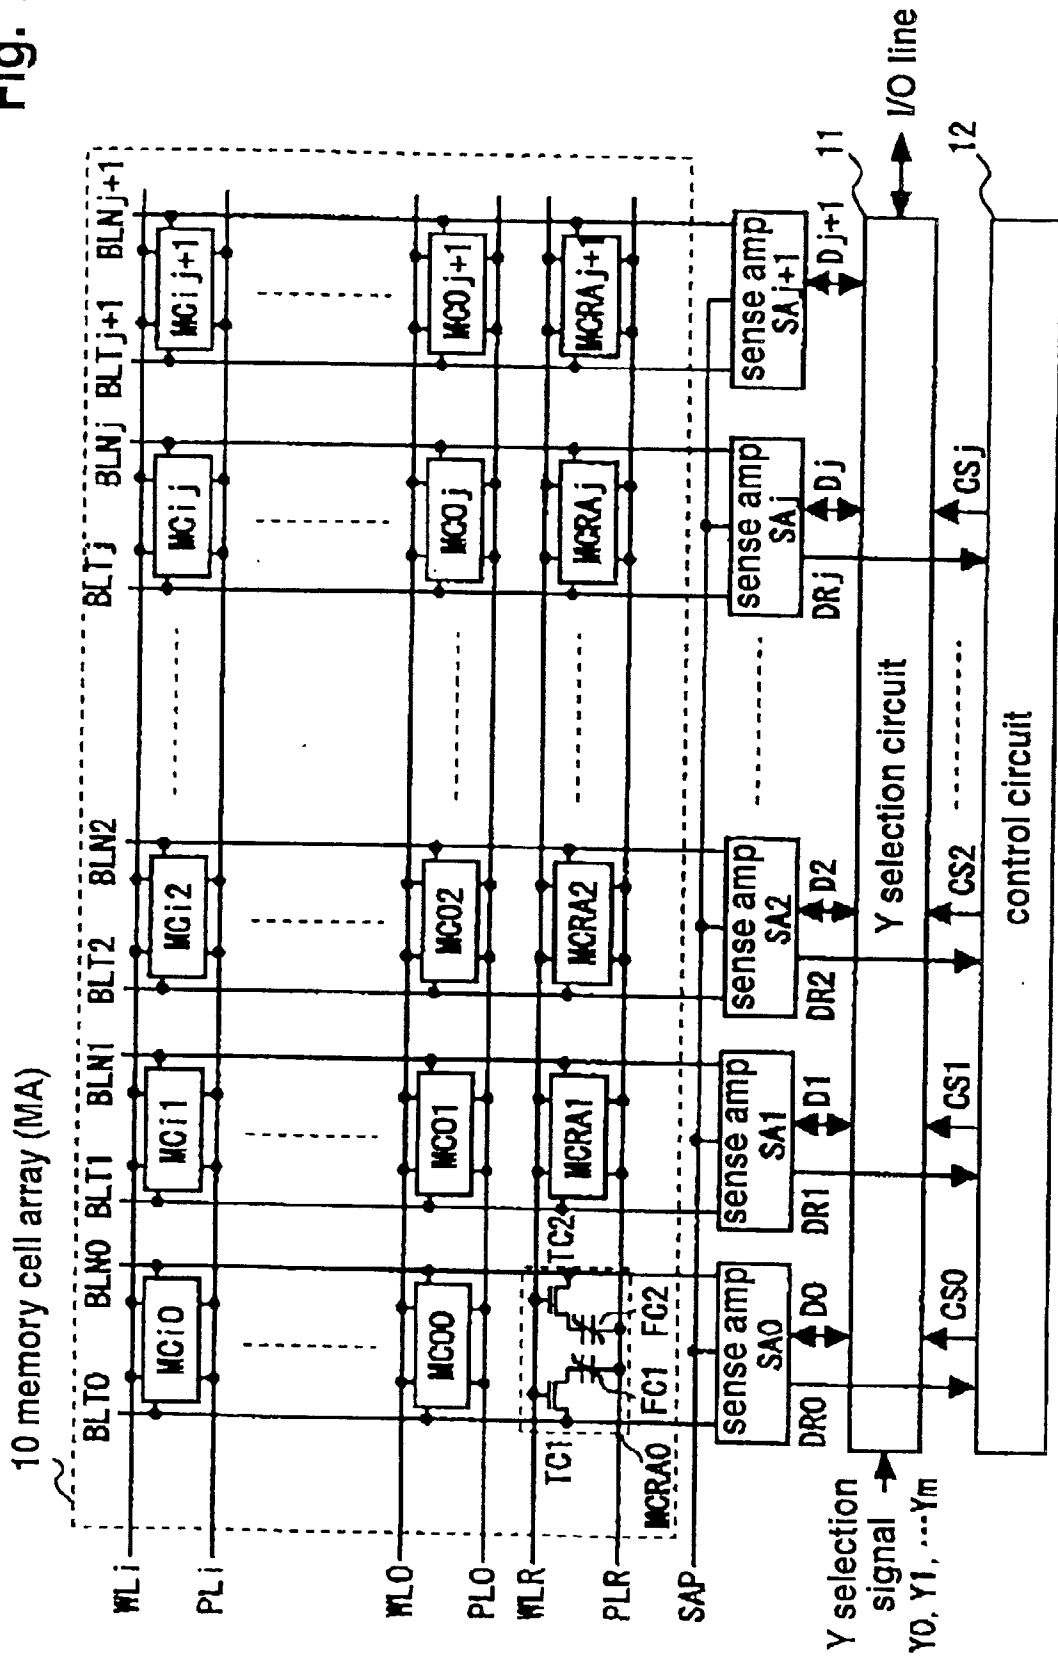 Fig.
10 memory cell array (MA)
BLT0 BLN0 BLT1 BLN1 BLT2 BLN2 BLTj BLNj BLTj+1 BLNj+1
WLi
MCi0 MCi1 MCi2 MCij MCij+1
PLi
WL0
MC00 MC01 MC02 MC0j MC0j+1
PL0
WLR
TC1 TC2
MCRA1 MCRA2 MCRAj MCRAj+
PLR
MCRA0 FC1 FC2
SAP
sense amp SA0
sense amp SA1
sense amp SA2
sense amp SAj
sense amp SAj+1
DR0 D0 DR1 D1 DR2 D2 DRj Dj Dj+1
11
Y selection
signal
Y0, Y1, ···Ym
Y selection circuit
I/O line
CS0 CS1 CS2 CSj
12
control circuit